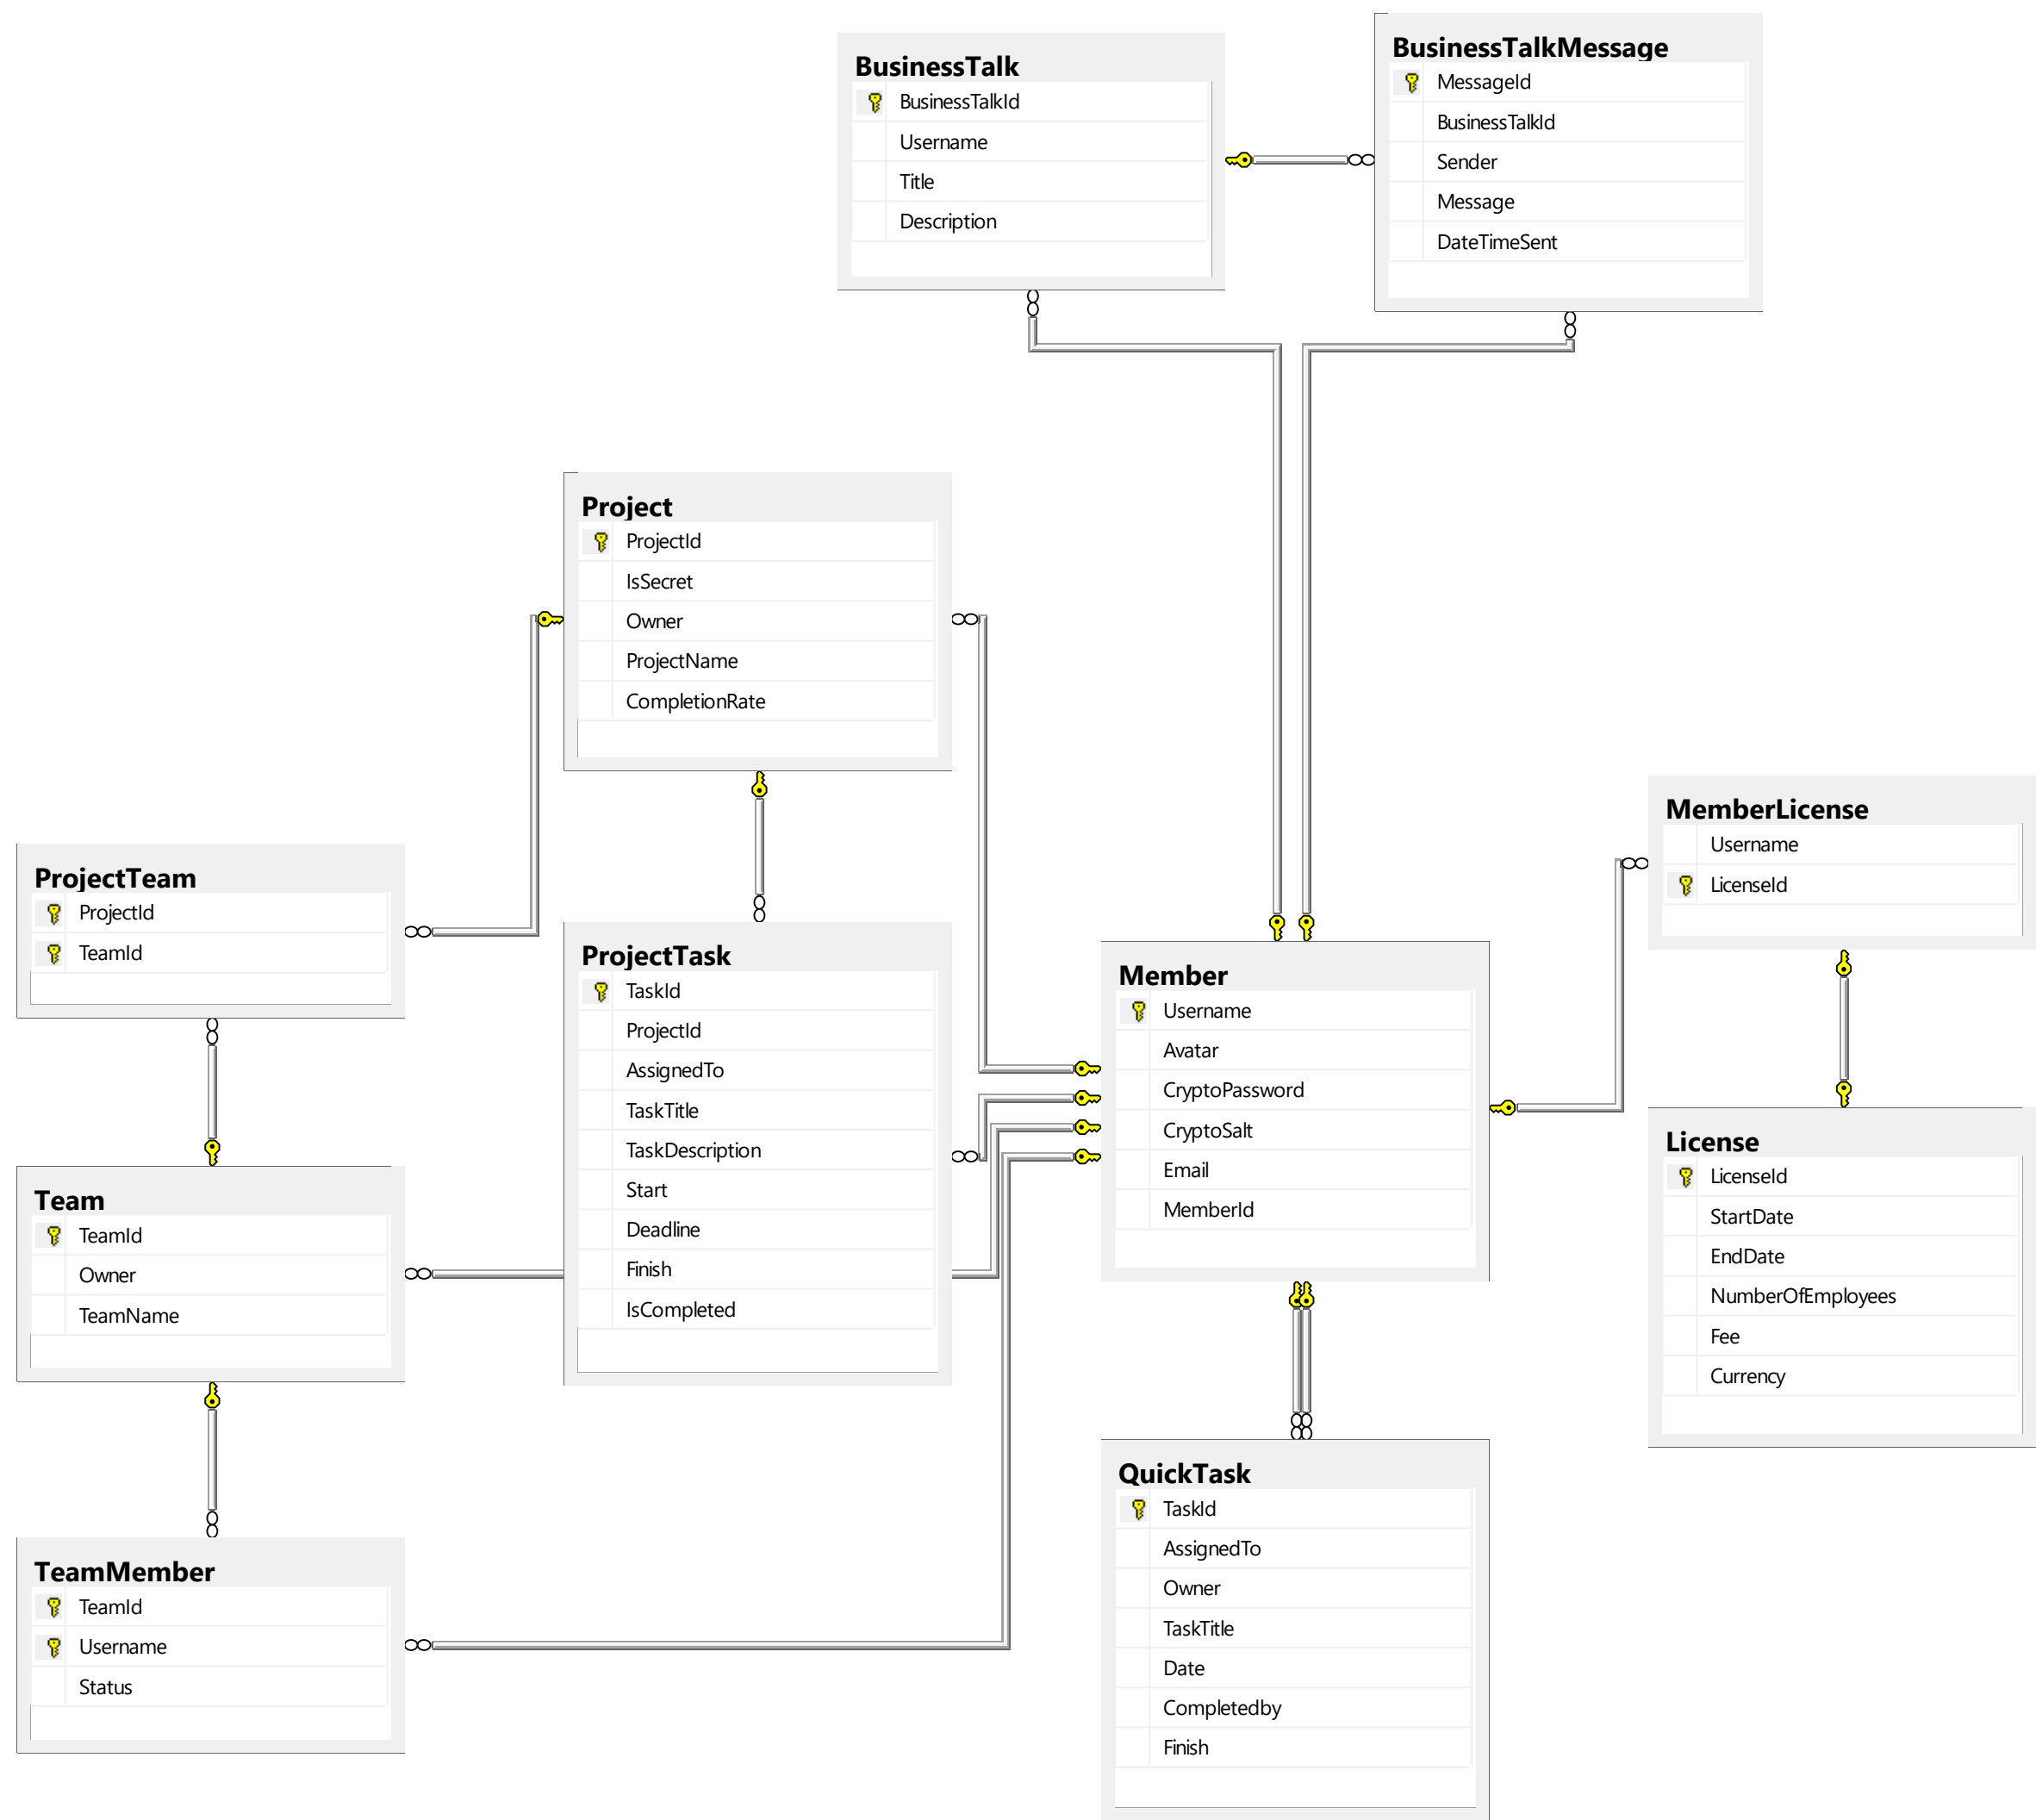 BusinessTalk
BusinessTalkId
Username
Title
Description
BusinessTalkMessage
MessageId
BusinessTalkId
Sender
Message
DateTimeSent
Project
ProjectId
IsSecret
Owner
ProjectName
CompletionRate
MemberLicense
Username
LicenseId
ProjectTeam
ProjectId
TeamId
ProjectTask
TaskId
ProjectId
AssignedTo
TaskTitle
TaskDescription
Start
Deadline
Finish
IsCompleted
Member
Username
Avatar
CryptoPassword
CryptoSalt
Email
MemberId
License
LicenseId
StartDate
EndDate
NumberOfEmployees
Fee
Currency
Team
TeamId
Owner
TeamName
QuickTask
TaskId
AssignedTo
Owner
TaskTitle
Date
Completedby
Finish
TeamMember
TeamId
Username
Status